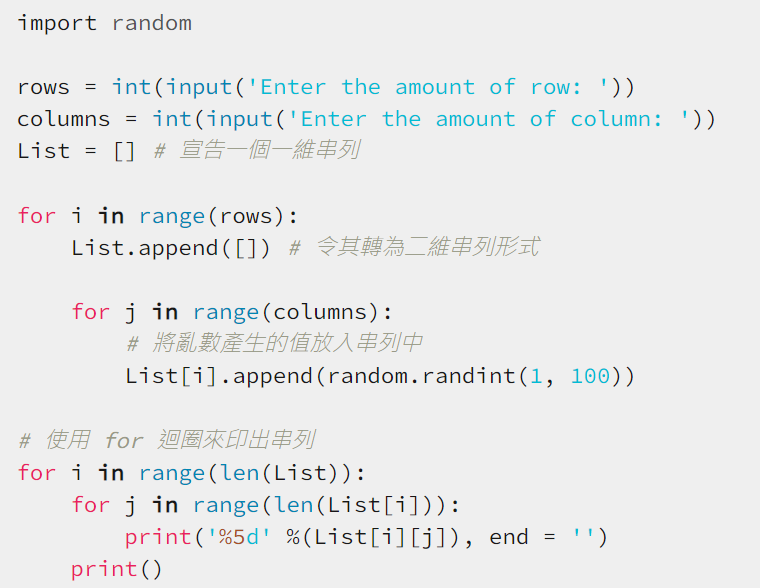 import random
rows = int(input('Enter the amount of row: '))
columns = int(input('Enter the amount of column: '))
List = [] # 宣告一個一維串列
for i in range(rows):
    List.append([]) # 令其轉為二維串列形式
    for j in range(columns):
        # 將亂數產生的值放入串列中
        List[i].append(random.randint(1, 100))
# 使用 for 迴圈來印出串列
for i in range(len(List)):
    for j in range(len(List[i])):
        print('%5d' %(List[i][j]), end = '')
    print()